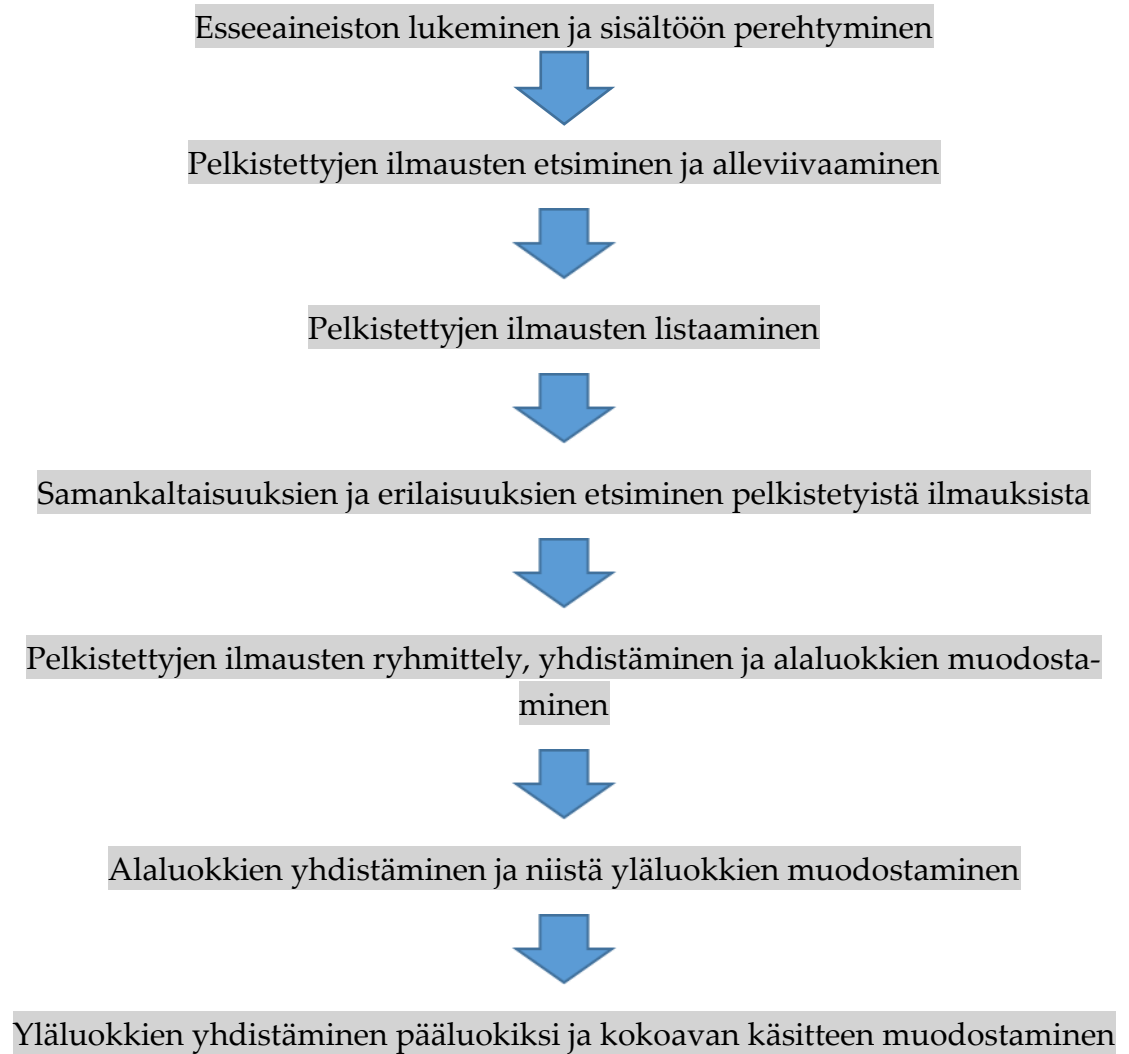 Esseeaineiston lukeminen ja sisältöön perehtyminen
Pelkistettyjen ilmausten etsiminen ja alleviivaaminen
Pelkistettyjen ilmausten listaaminen
Samankaltaisuuksien ja erilaisuuksien etsiminen pelkistetyistä ilmauksista
Pelkistettyjen ilmausten ryhmittely, yhdistäminen ja alaluokkien muodosta-
minen
Alaluokkien yhdistäminen ja niistä yläluokkien muodostaminen
Yläluokkien yhdistäminen pääluokiksi ja kokoavan käsitteen muodostaminen